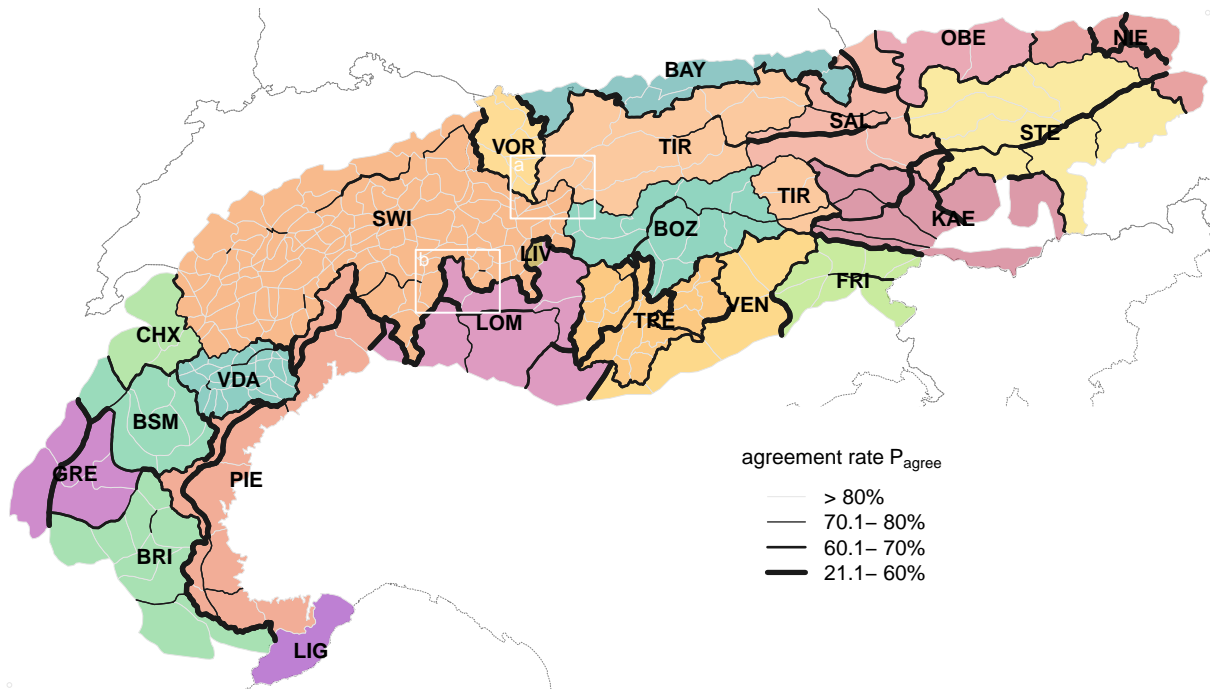 OBE
NIE
BAY
SAL
STE
VOR
TIR
a
TIR
SWI
KAE
BOZ
LIV
b
FRI
VEN
TRE
LOM
CHX
VDA
BSM
GRE
PIE
BRI
LIG
agreement rate Pagree
> 80%
70.1– 80%
60.1– 70%
21.1– 60%